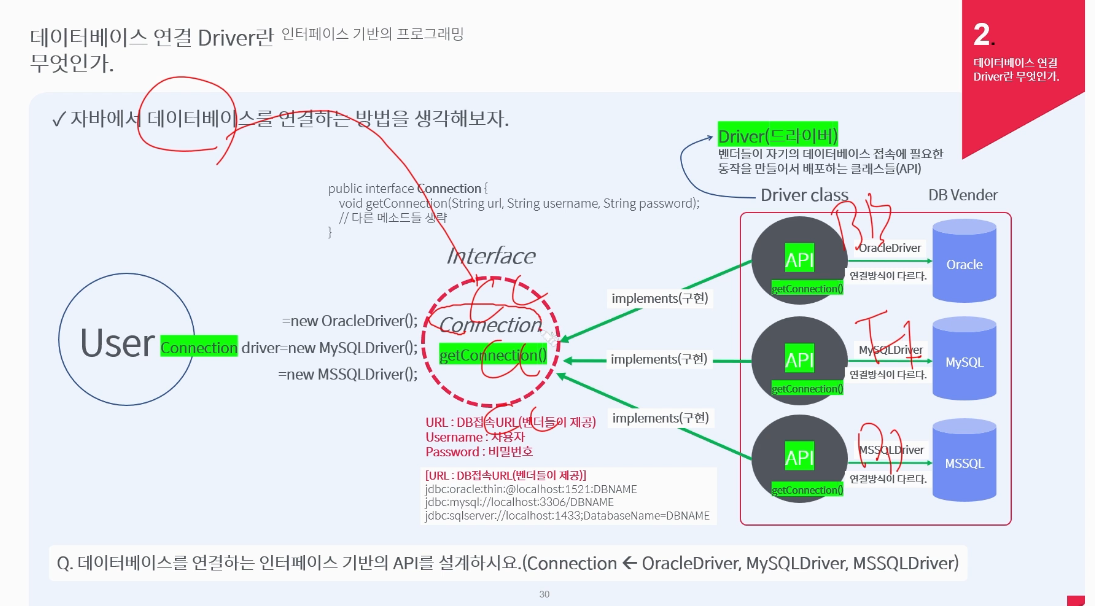 데이터베이스 연결 Driver란 인터페이스 기반의 프로그래밍
무엇인가.
2.
데이터베이스 연결
Driver란 무엇인가.
✓ 자바에서 데이터베이스를 연결하는 방법을 생각해보자.
Driver(드라이버)
벤더들이 자기의 데이터베이스 접속에 필요한
동작을 만들어서 배포하는 클래스들(API)
public interface Connection {
void getConnection(String url, String username, String password);
// 다른 메소드들 생략
}
Driver class
DB Vender
Interface
API
getConnection()
OracleDriver
연결방식이 다르다.
Oracle
implements(구현)
User
=new OracleDriver();
Connection driver=new MySQLDriver();
=new MSSQLDriver();
Connection
getConnection()
implements(구현)
API
getConnection()
MySQLDriver
연결방식이 다르다.
MySQL
implements(구현)
API
getConnection()
MSSQLDriver
연결방식이 다르다.
MSSQL
URL : DB접속URL(벤더들이 제공)
Username : 사용자
Password : 비밀번호
[URL : DB접속URL(벤더들이 제공)]
jdbc:oracle:thin:@localhost:1521:DBNAME
jdbc:mysql://localhost:3306/DBNAME
jdbc:sqlserver://localhost:1433;DatabaseName=DBNAME
Q. 데이터베이스를 연결하는 인터페이스 기반의 API를 설계하시요.(Connection ← OracleDriver, MySQLDriver, MSSQLDriver)
30